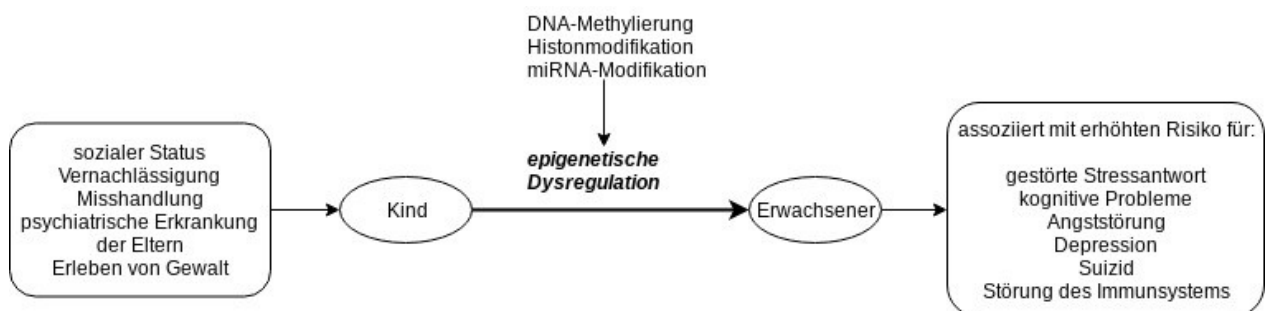 DNA-Methylierung
Histonmodifikation
miRNA-Modifikation
sozialer Status
Vernachlässigung
Misshandlung
psychiatrische Erkrankung
der Eltern
Erleben von Gewalt
Kind
epigenetische
Dysregulation
Erwachsener
assoziiert mit erhöhten Risiko für:
gestörte Stressantwort
kognitive Probleme
Angststörung
Depression
Suizid
Störung des Immunsystems